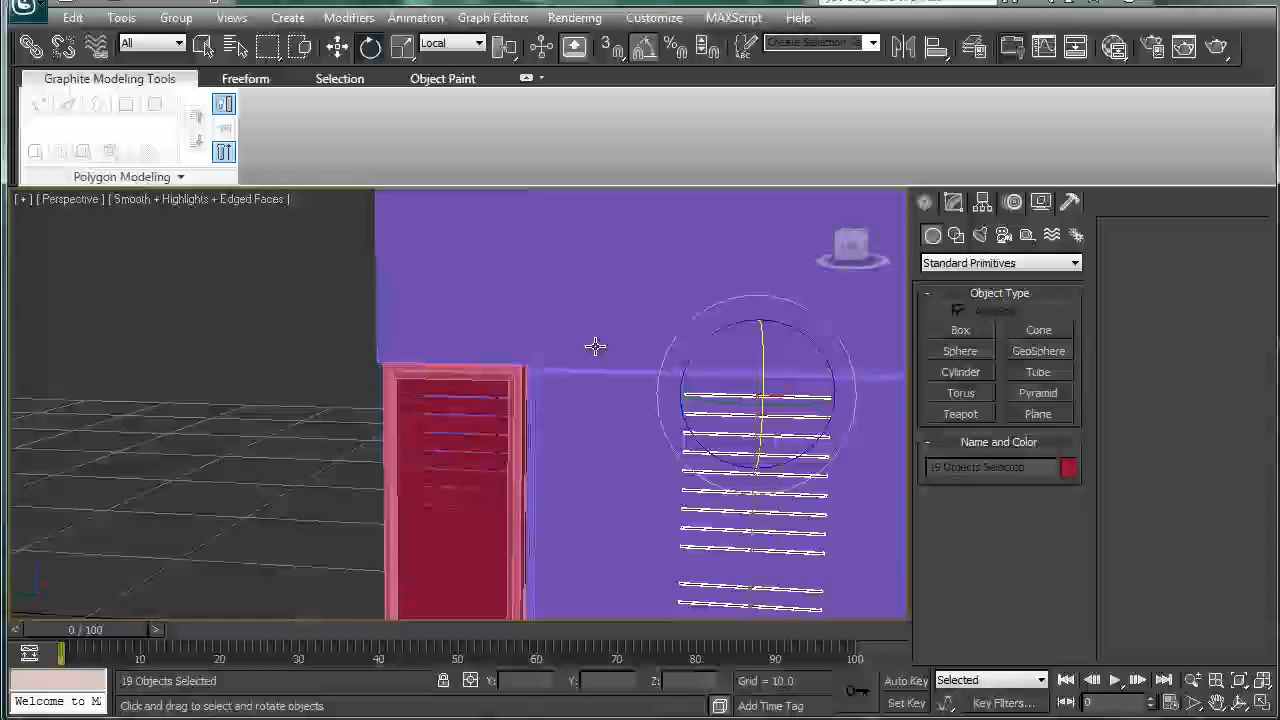 Edit Tools Group Views Create Modifiers Animation Graph Editors Rendering Customize MAXScript Help
All Local
Graphite Modeling Tools Freeform Selection Object Paint
Polygon Modeling
[ + ] [ Perspective ] [ Smooth + Highlights + Edged Faces ]
Standard Primitives
Object Type
Box Cone
Sphere GeoSphere
Cylinder Tube
Torus Pyramid
Teapot Plane
Name and Color
19 Objects Selected
0 / 100
10 20 30 40 50 60 70 80 90 100
19 Objects Selected X: Y: Z: Grid = 10.0 Auto Key Selected
Welcome to M
Click and drag to select and rotate objects Add Time Tag Set Key Key Filters... 0